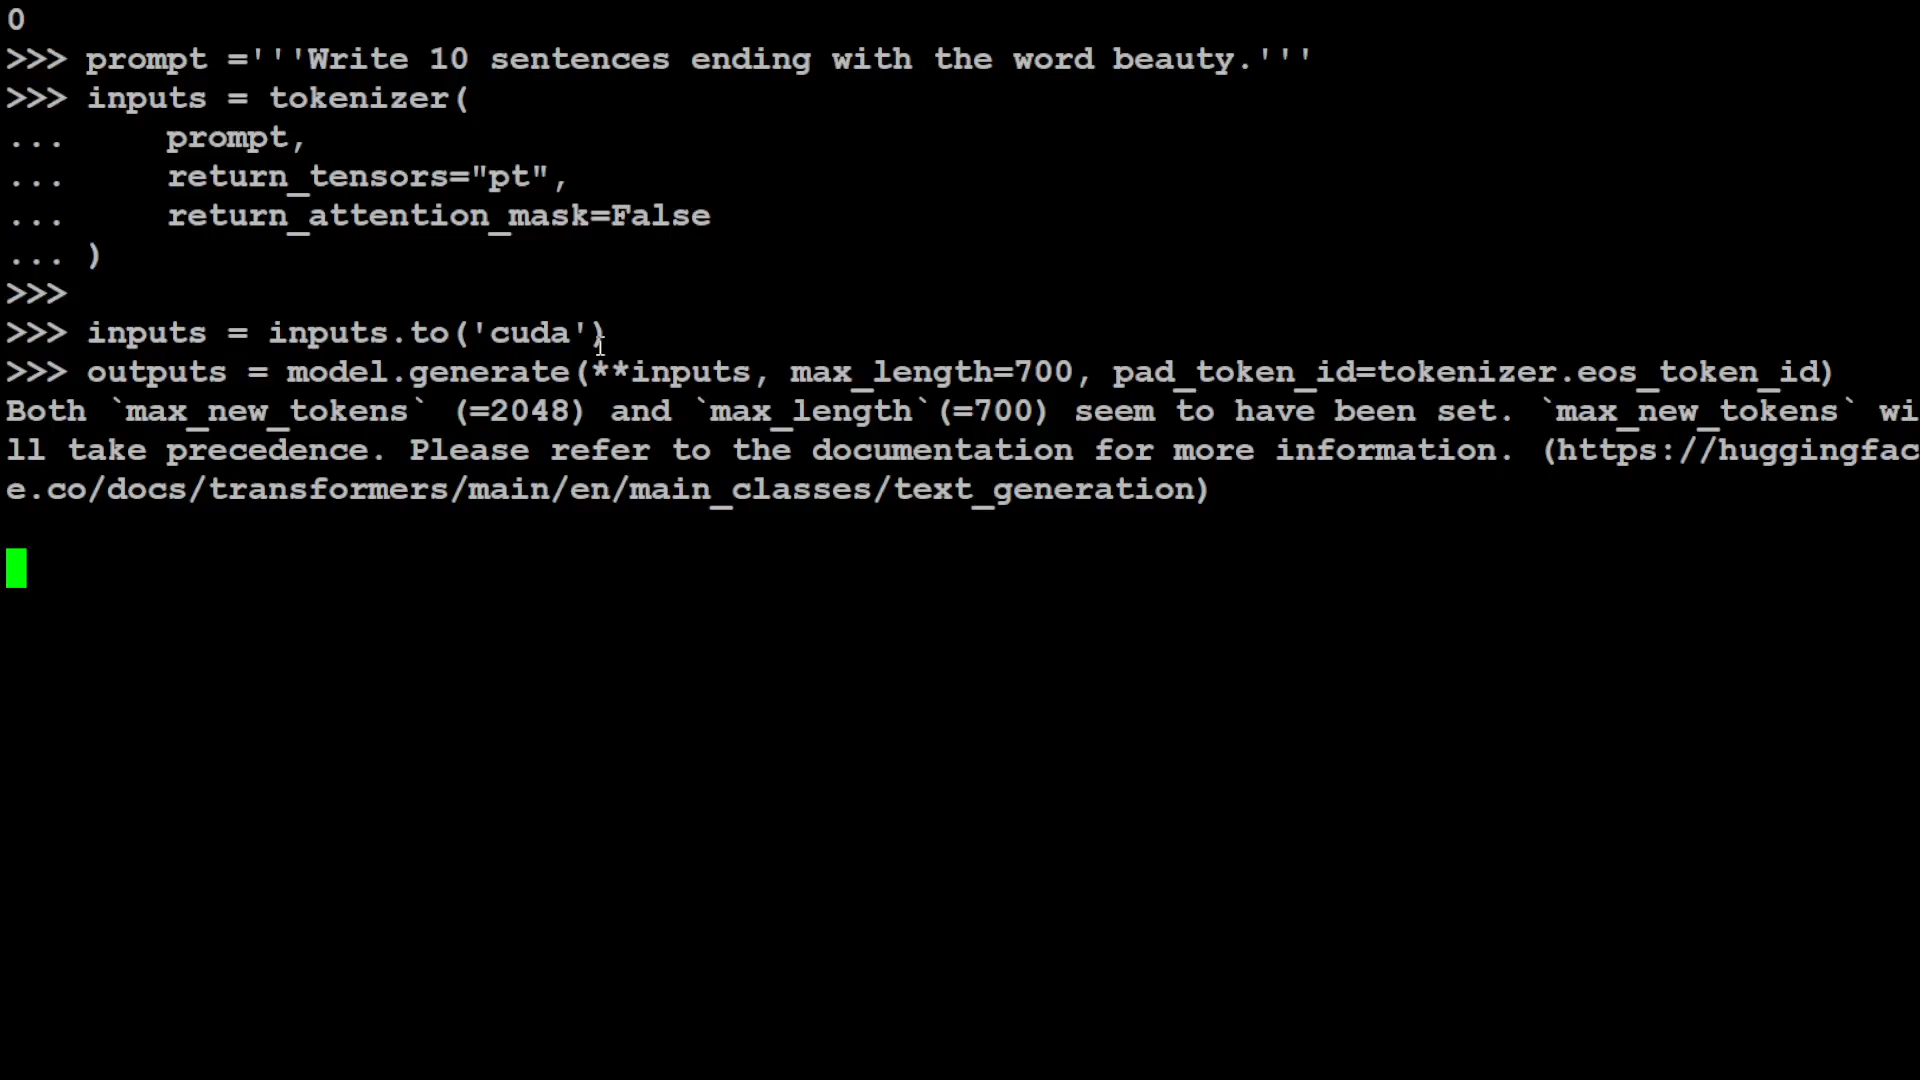 0
>>> prompt ='''Write 10 sentences ending with the word beauty.'''
>>> inputs = tokenizer(
...     prompt,
...     return_tensors="pt",
...     return_attention_mask=False
... )
>>>
>>> inputs = inputs.to('cuda')
>>> outputs = model.generate(**inputs, max_length=700, pad_token_id=tokenizer.eos_token_id)
Both `max_new_tokens` (=2048) and `max_length`(=700) seem to have been set. `max_new_tokens` wi
ll take precedence. Please refer to the documentation for more information. (https://huggingfac
e.co/docs/transformers/main/en/main_classes/text_generation)